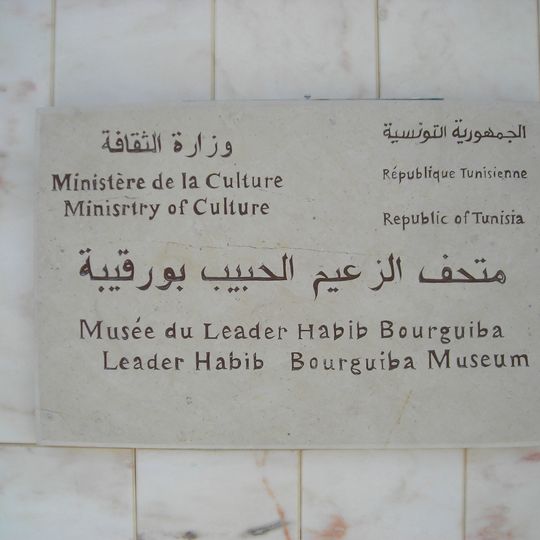 الجمهورية التونسية
République Tunisienne
Republic of Tunisia
وزارة الثقافة
Ministère de la Culture
Minisrtry of Culture
متحف الزعيم الحبيب بورقيبة
Musée du Leader Habib Bourguiba
Leader Habib Bourguiba Museum